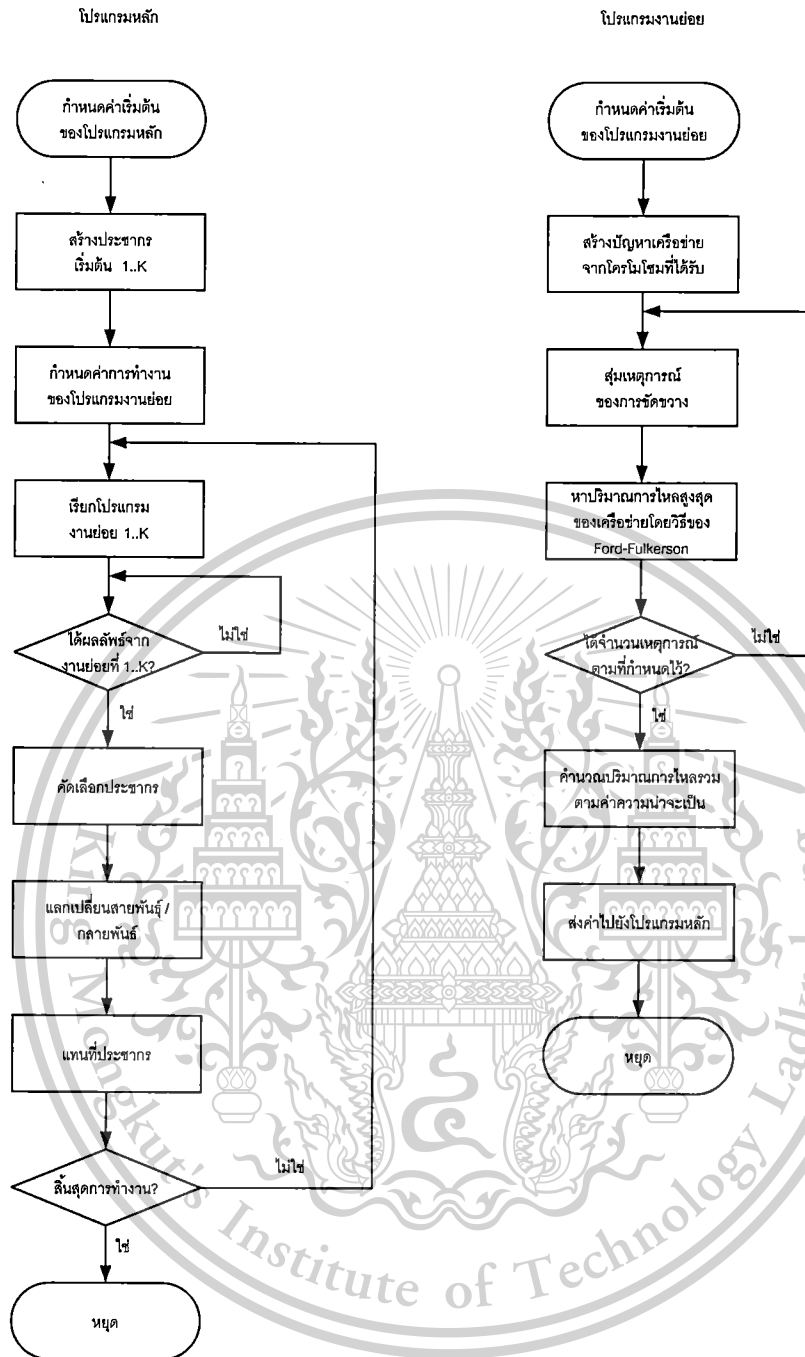 โปรแกรมหลัก
กำหนดค่าเริ่มต้น
ของโปรแกรมหลัก
สร้างประชากร
เริ่มต้น 1..K
กำหนดค่าการทำงาน
ของโปรแกรมงานย่อย
เรียกโปรแกรม
งานย่อย 1..K
ได้ผลลัพธ์จาก
งานย่อยที่ 1..K?
ไม่ใช่
ใช่
คัดเลือกประชากร
แลกเปลี่ยนสายพันธุ์ /
กลายพันธุ์
แทนที่ประชากร
สิ้นสุดการทำงาน?
ไม่ใช่
ใช่
หยุด
โปรแกรมงานย่อย
กำหนดค่าเริ่มต้น
ของโปรแกรมงานย่อย
สร้างปัญหาเครือข่าย
จากโครโมโซมที่ได้รับ
สุ่มเหตุการณ์
ของการขัดขวาง
หาปริมาณการไหลสูงสุด
ของเครือข่ายโดยวิธีของ
Ford-Fulkerson
ได้จำนวนเหตุการณ์
ตามที่กำหนดไว้?
ไม่ใช่
ใช่
คำนวณปริมาณการไหลรวม
ตามค่าความน่าจะเป็น
ส่งค่าไปยังโปรแกรมหลัก
หยุด
King Mongkut's Institute of Technology